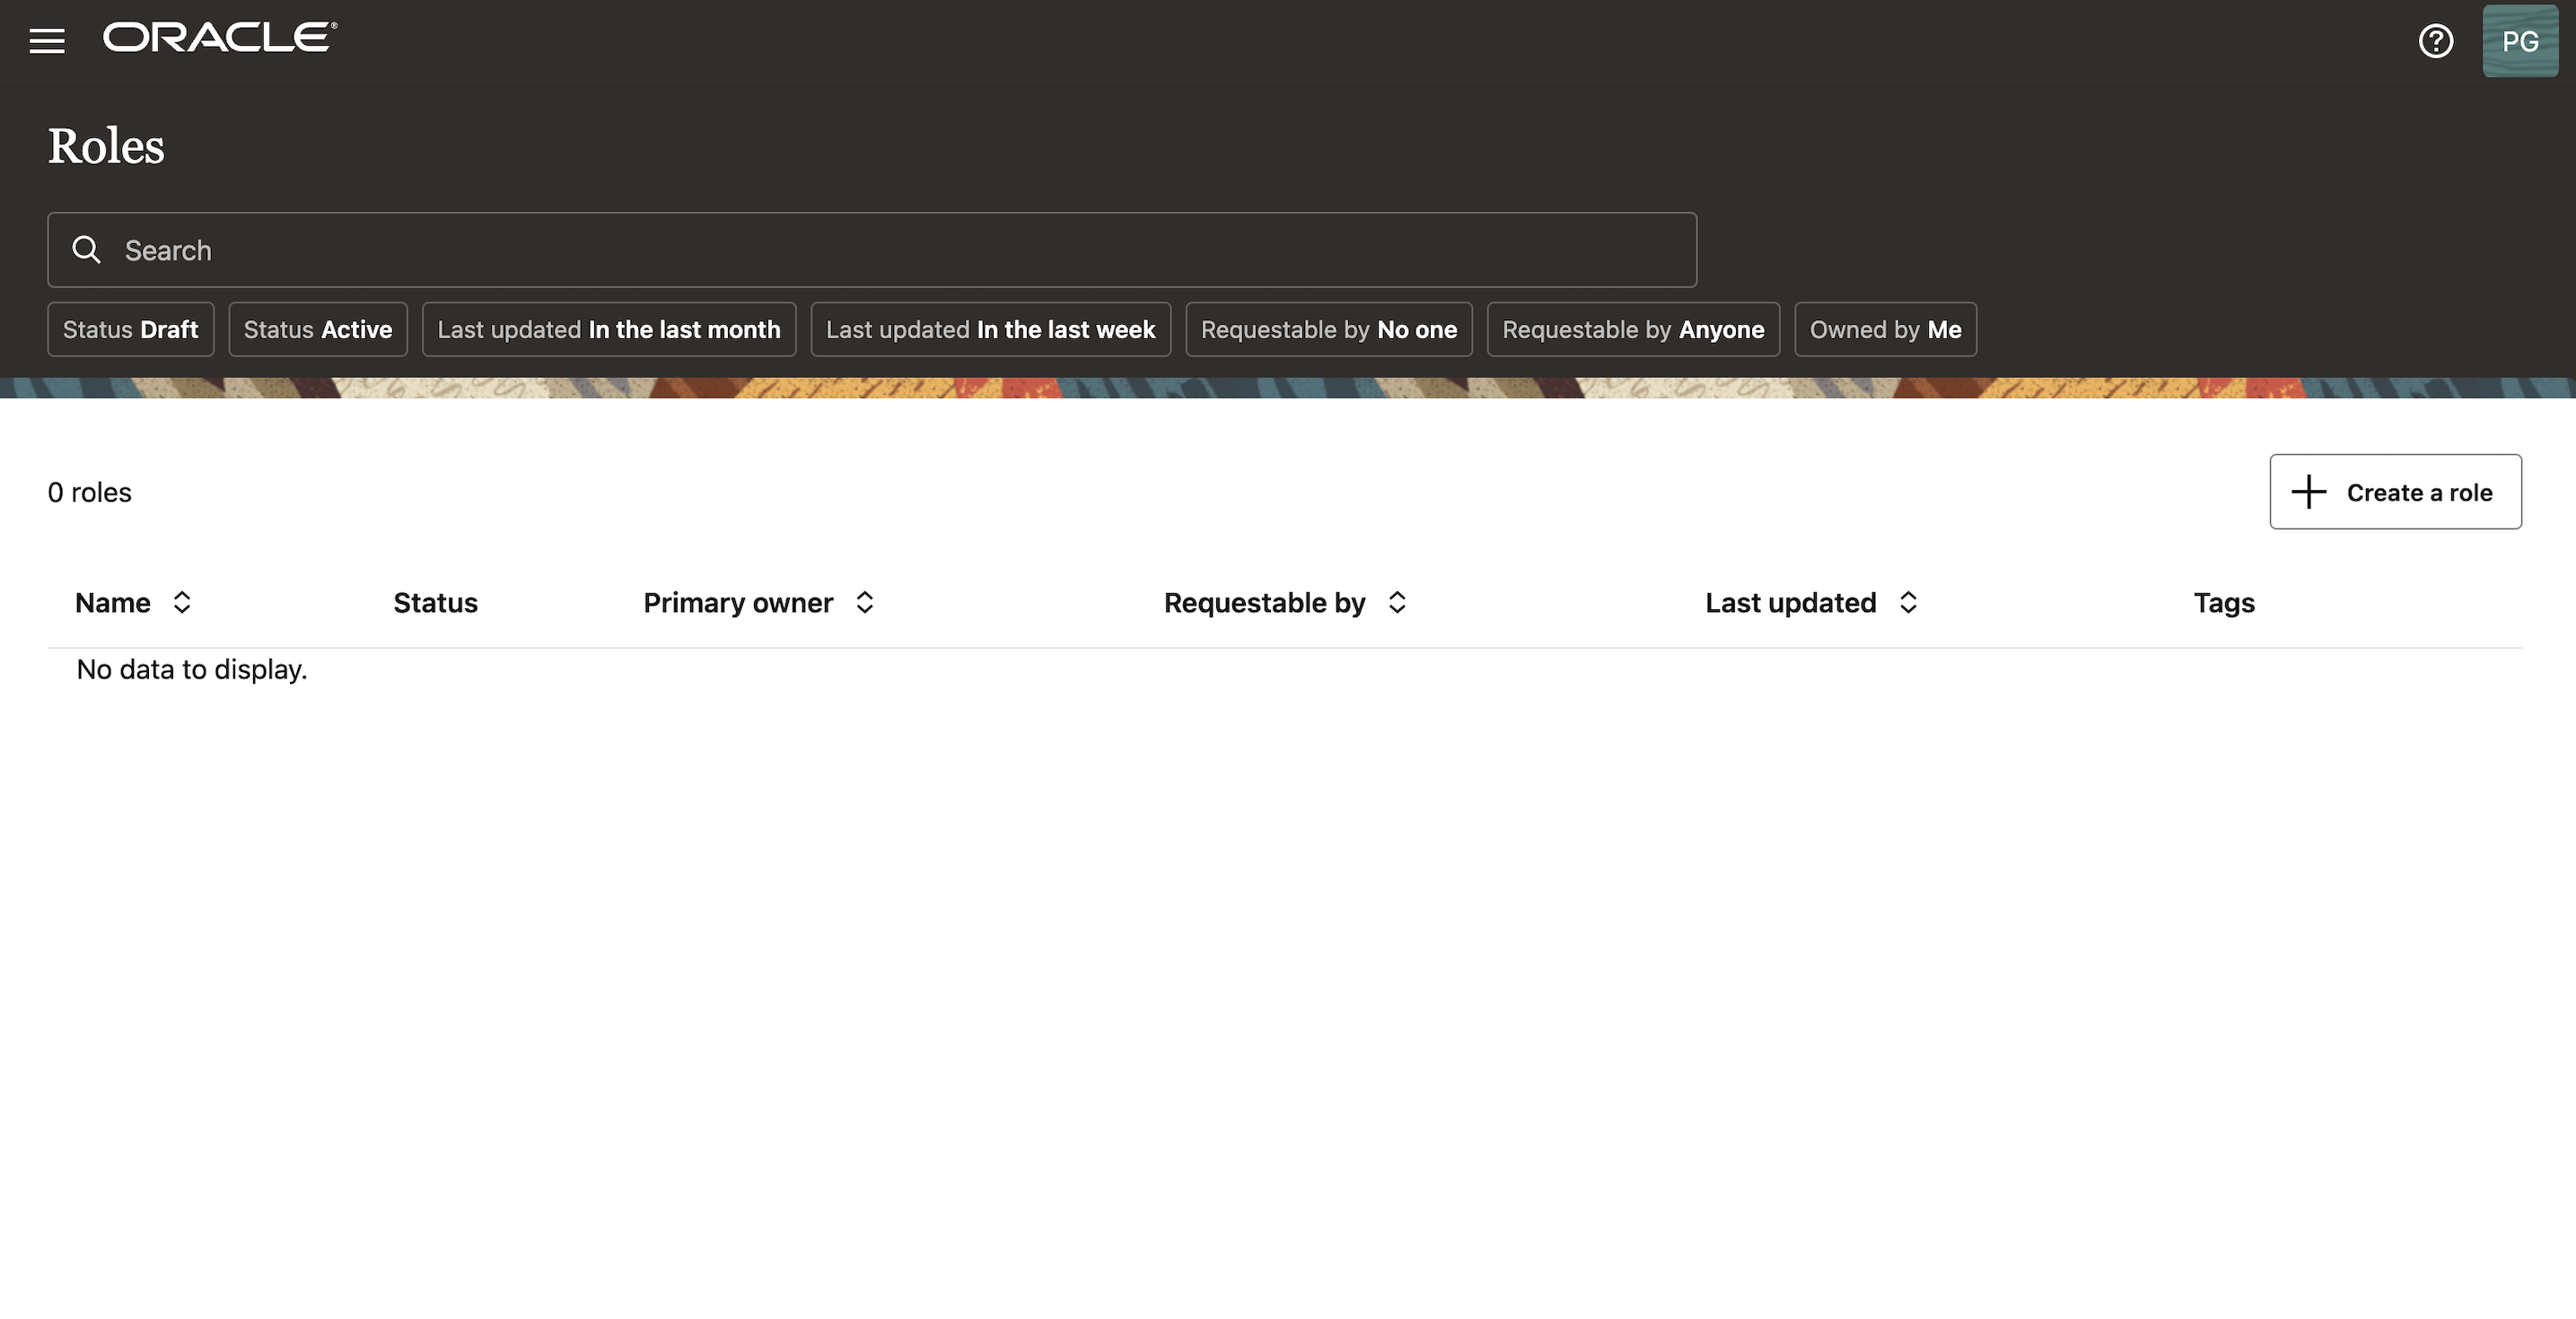 ORACLE®
PG
Roles
Search
Status Draft Status Active Last updated In the last month Last updated In the last week Requestable by No one Requestable by Anyone Owned by Me
0 roles
Create a role
Name Status Primary owner Requestable by Last updated Tags
No data to display.